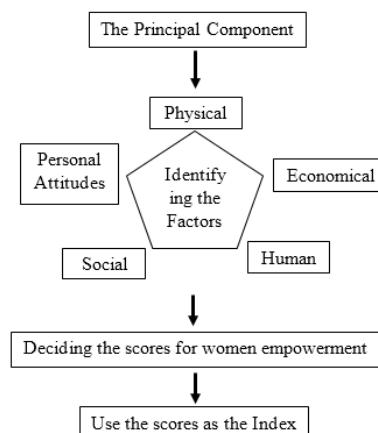 The Principal Component
Physical
Personal
Attitudes
Identify
ing the
Factors
Economical
Social
Human
Deciding the scores for women empowerment
Use the scores as the Index